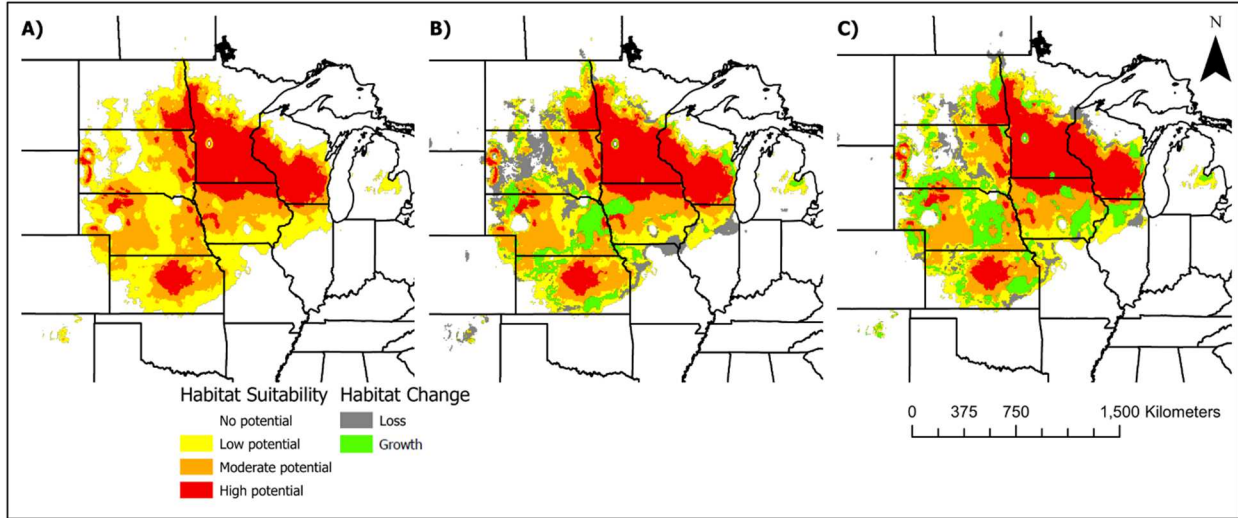 A)
B)
C)
N
Habitat Suitability
No potential
Low potential
Moderate potential
High potential
Habitat Change
Loss
Growth
0 375 750 1,500 Kilometers